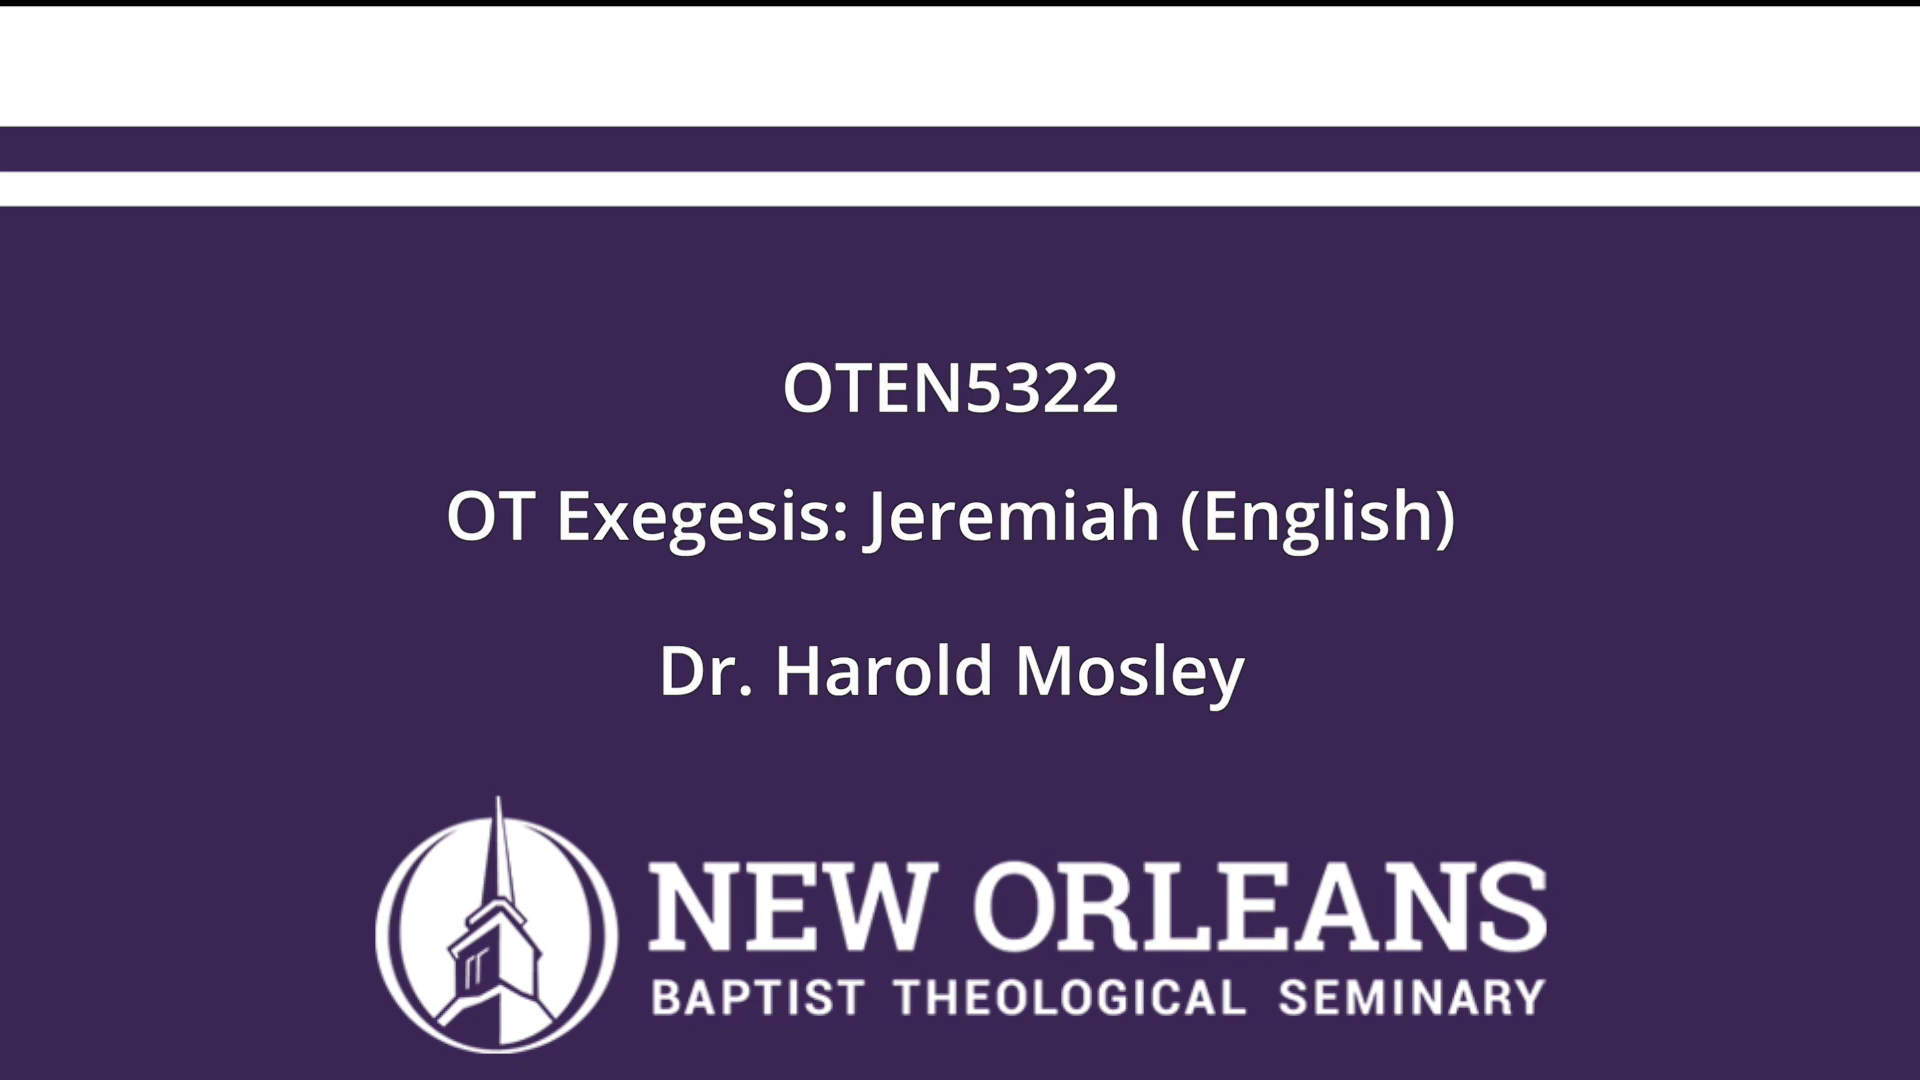 OTEN5322
OT Exegesis: Jeremiah (English)
Dr. Harold Mosley
NEW ORLEANS
BAPTIST THEOLOGICAL SEMINARY